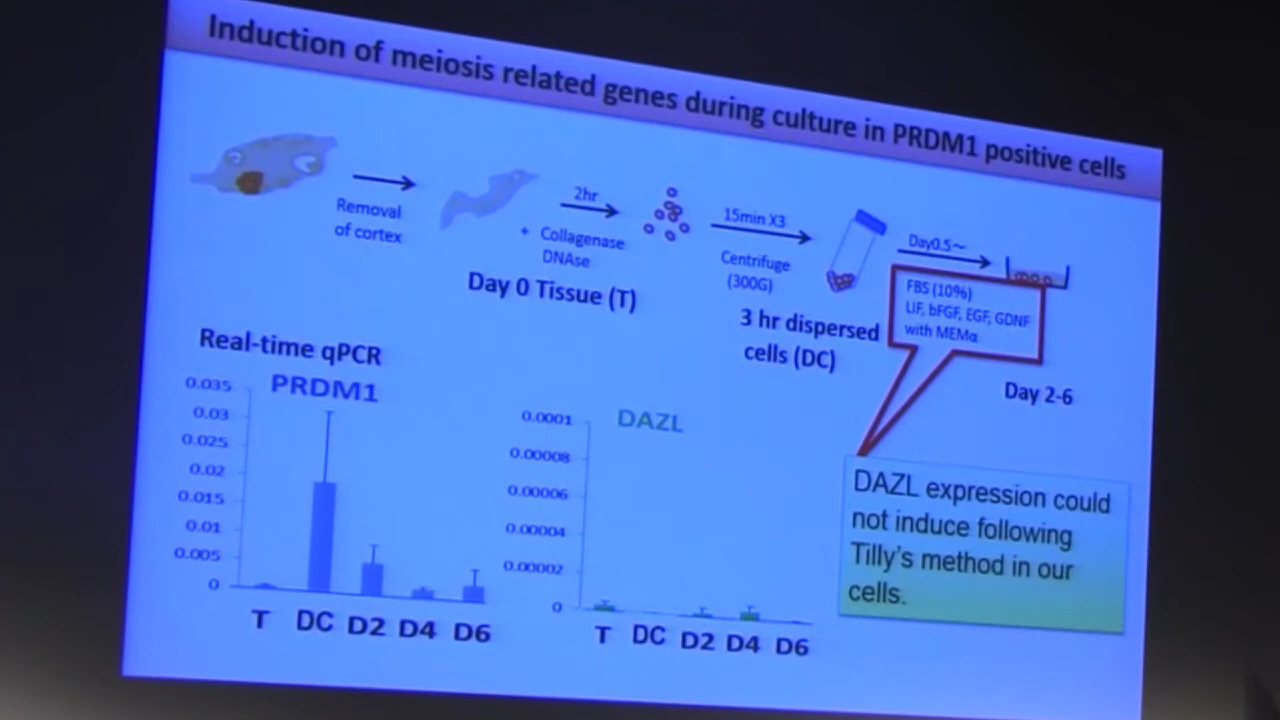 Induction of meiosis related genes during culture in PRDM1 positive cells
Removal
of cortex
2hr
+ Collagenase
DNAse
Day 0 Tissue (T)
15min X3
Centrifuge
(300G)
3 hr dispersed
cells (DC)
Day0.5~
FBS (10%)
LIF, bFGF, EGF, GDNF
with MEMα
Day 2-6
Real-time qPCR
PRDM1
0.035
0.03
0.025
0.02
0.015
0.01
0.005
0
T DC D2 D4 D6
DAZL
0.0001
0.00008
0.00006
0.00004
0.00002
0
T DC D2 D4 D6
DAZL expression could
not induce following
Tilly's method in our
cells.